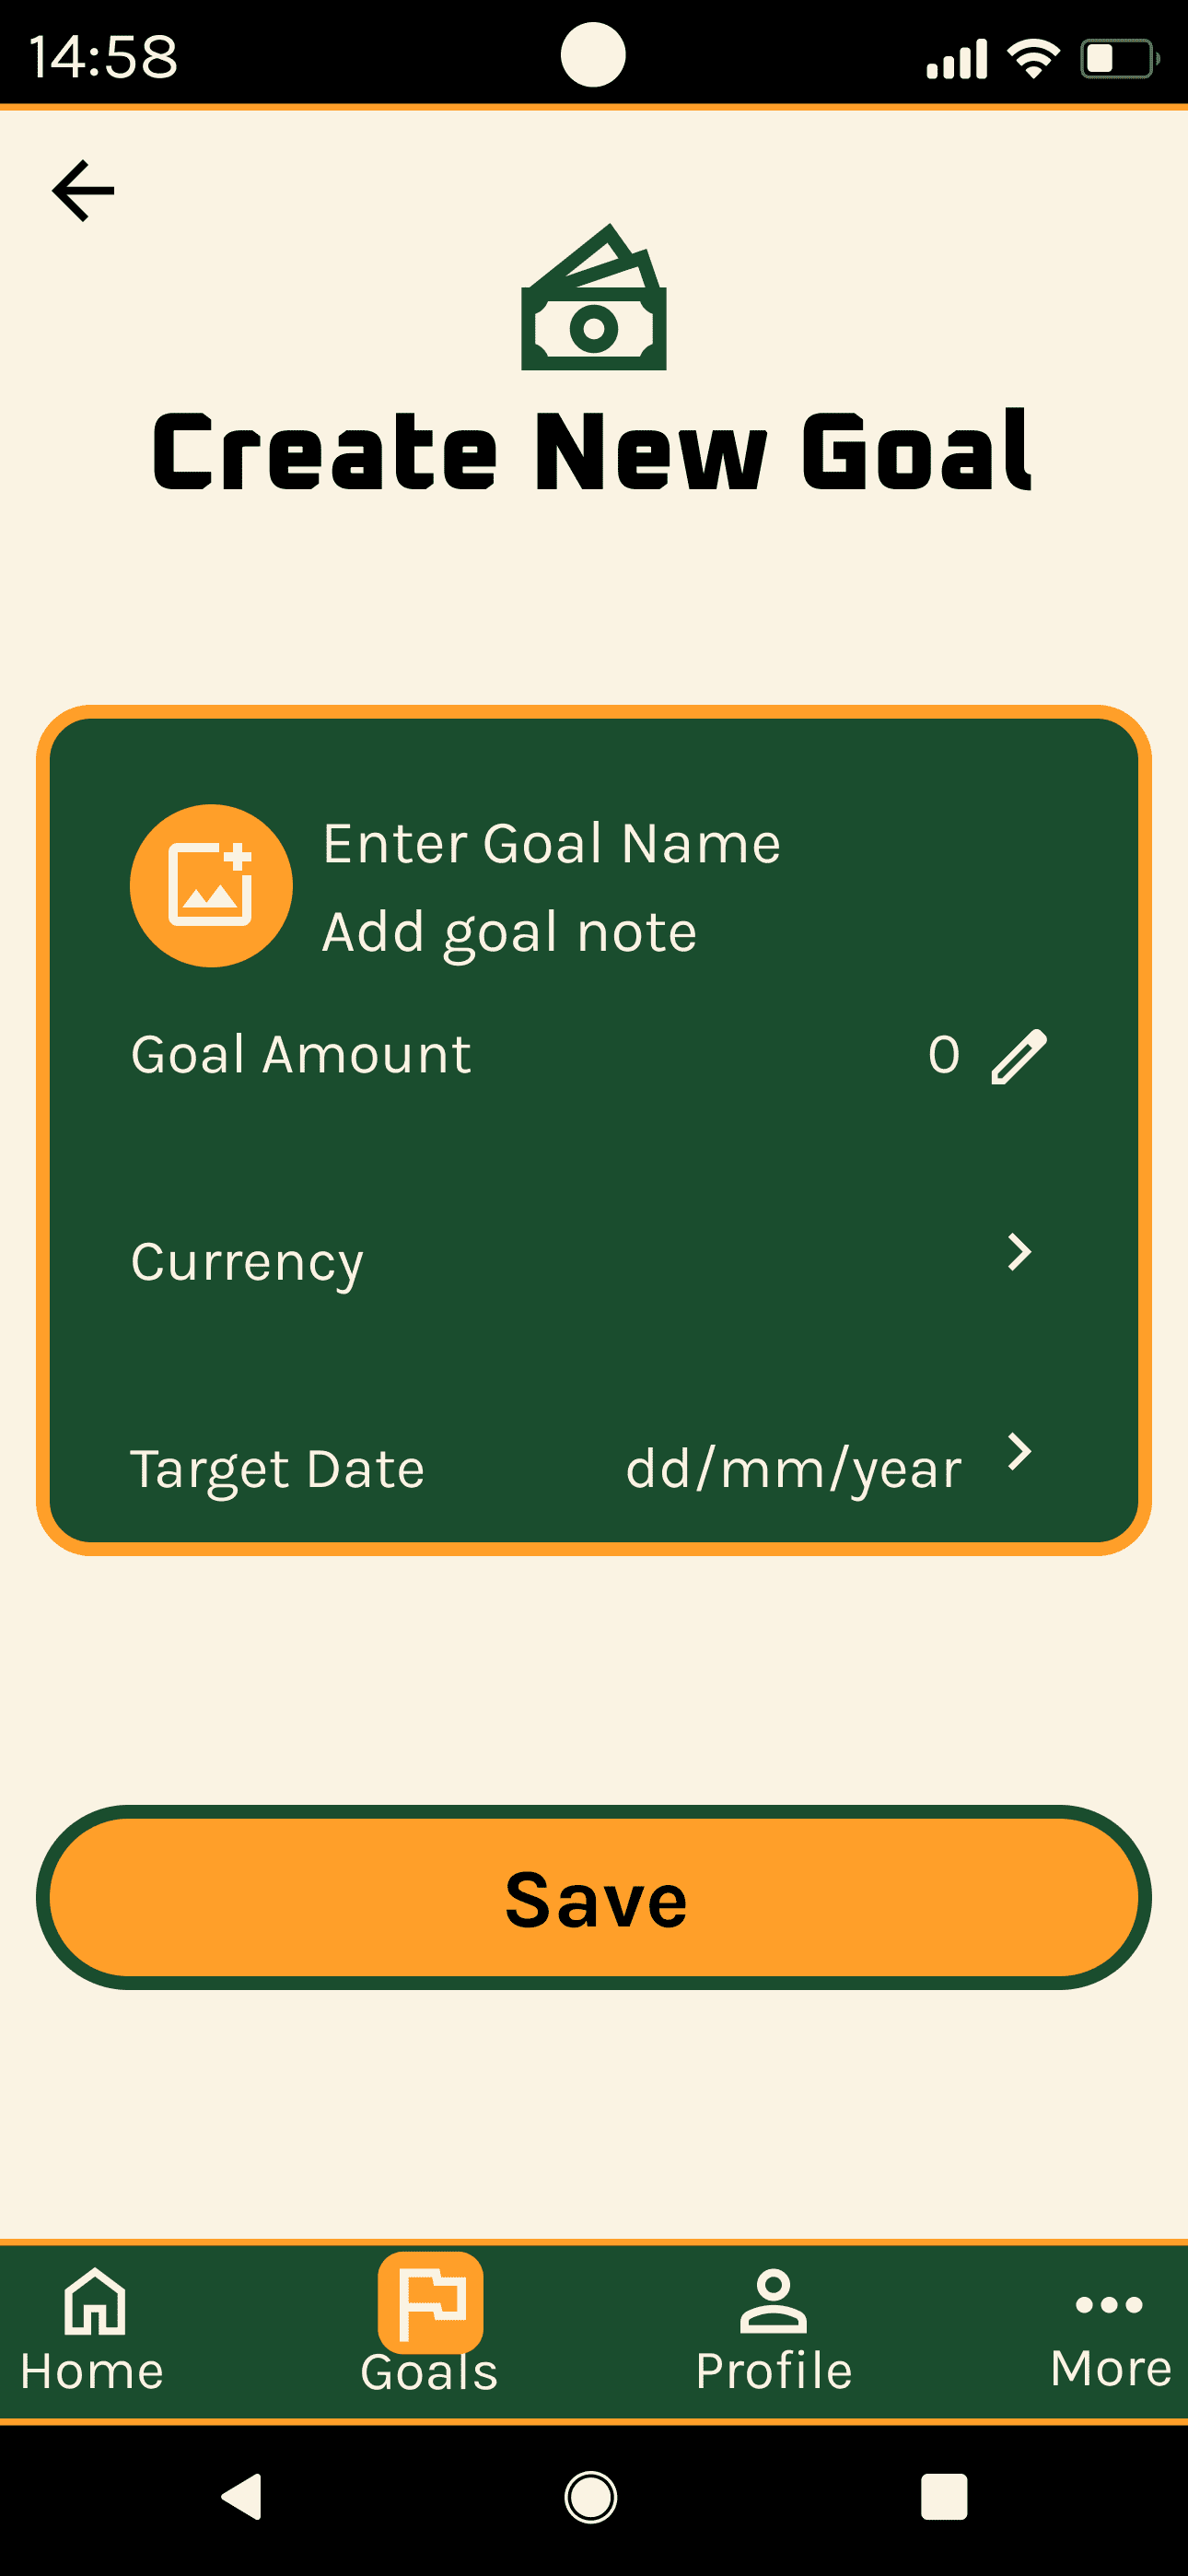 14:58
Create New Goal
Enter Goal Name
Add goal note
Goal Amount 0
Currency
Target Date dd/mm/year
Save
Home Goals Profile More